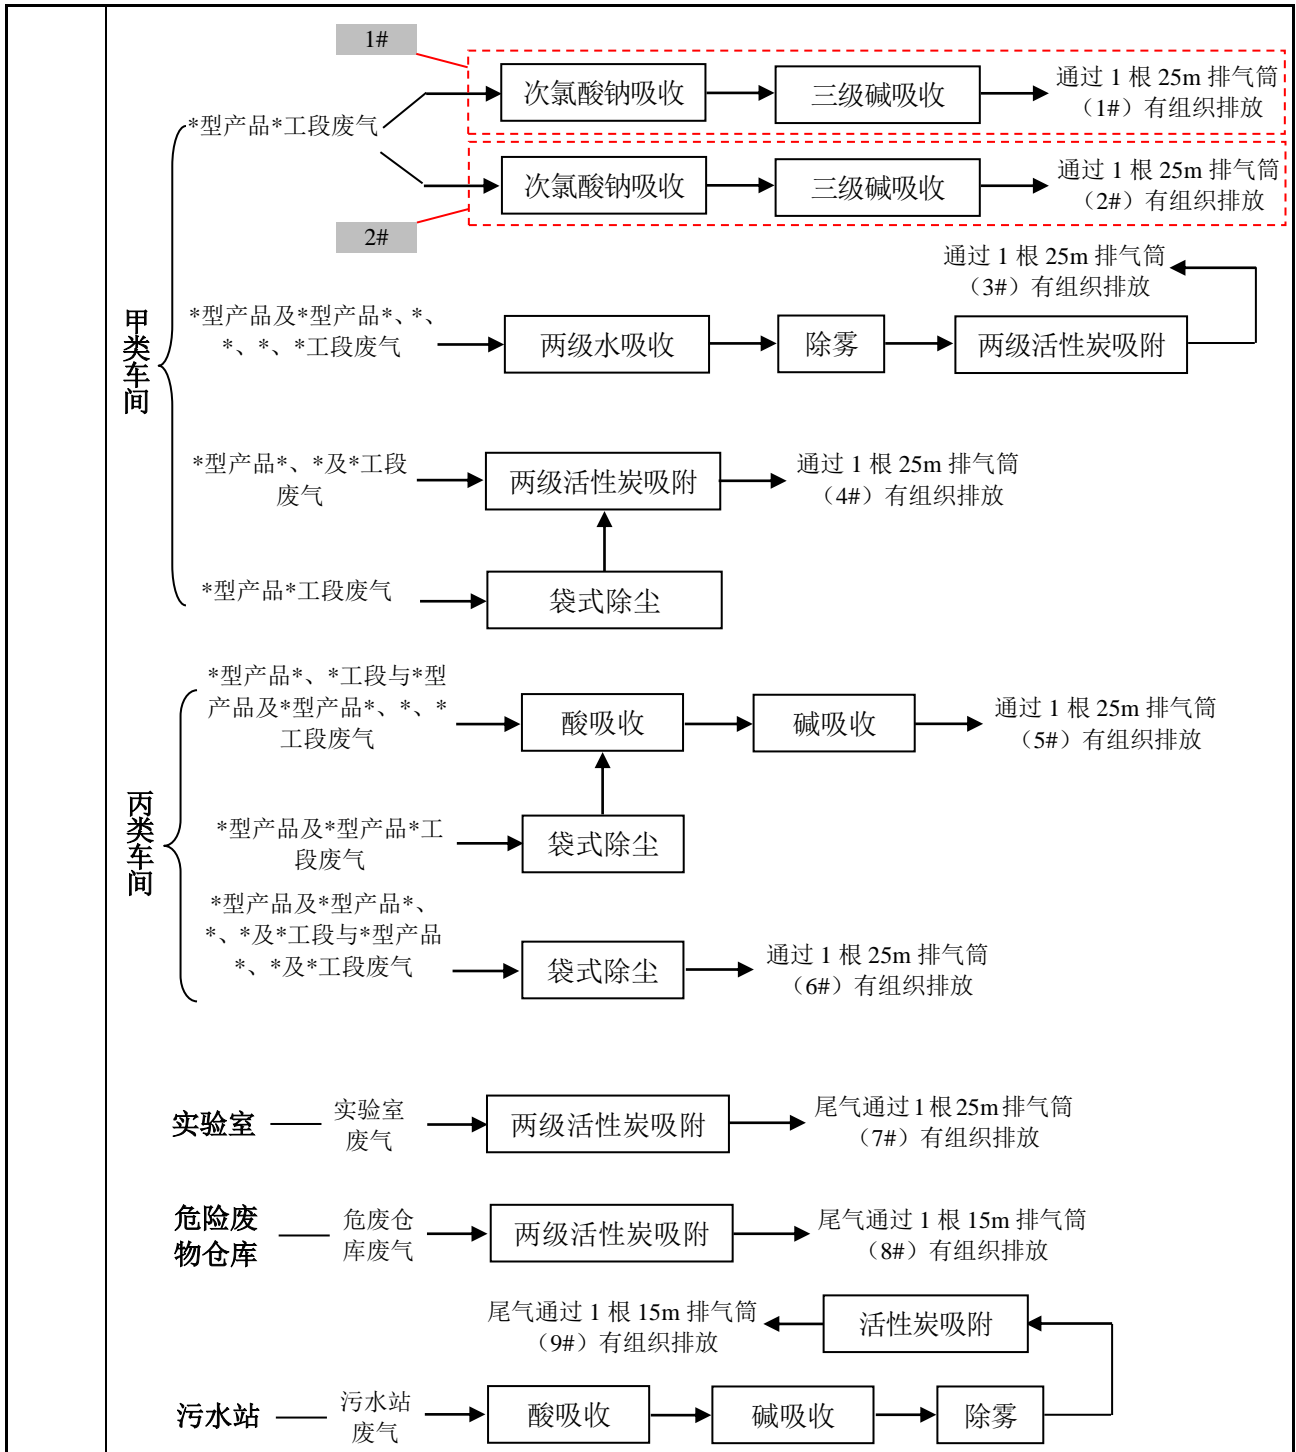 1#
*型产品*工段废气
次氯酸钠吸收
三级碱吸收
通过 1 根 25m 排气筒
（1#）有组织排放
次氯酸钠吸收
三级碱吸收
通过 1 根 25m 排气筒
（2#）有组织排放
2#
甲类车间
通过 1 根 25m 排气筒
（3#）有组织排放
*型产品及*型产品*、*、
*、*、*工段废气
两级水吸收
除雾
两级活性炭吸附
*型产品*、*及*工段
废气
两级活性炭吸附
通过 1 根 25m 排气筒
（4#）有组织排放
*型产品*工段废气
袋式除尘
丙类车间
*型产品*、*工段与*型
产品及*型产品*、*、*
工段废气
酸吸收
碱吸收
通过 1 根 25m 排气筒
（5#）有组织排放
*型产品及*型产品*工
段废气
袋式除尘
*型产品及*型产品*、
*、*及*工段与*型产品
*、*及*工段废气
袋式除尘
通过 1 根 25m 排气筒
（6#）有组织排放
实验室
实验室
废气
两级活性炭吸附
尾气通过 1 根 25m 排气筒
（7#）有组织排放
危险废
物仓库
危废仓
库废气
两级活性炭吸附
尾气通过 1 根 15m 排气筒
（8#）有组织排放
尾气通过 1 根 15m 排气筒
（9#）有组织排放
活性炭吸附
污水站
污水站
废气
酸吸收
碱吸收
除雾